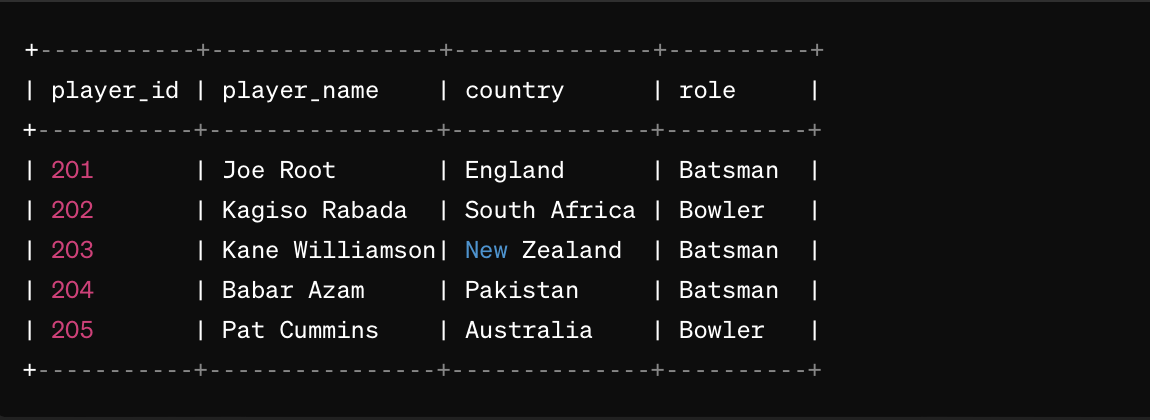 +-----------+----------------+--------------+----------+
| player_id | player_name    | country      | role     |
+-----------+----------------+--------------+----------+
| 201       | Joe Root       | England      | Batsman  |
| 202       | Kagiso Rabada  | South Africa | Bowler   |
| 203       | Kane Williamson| New Zealand  | Batsman  |
| 204       | Babar Azam     | Pakistan     | Batsman  |
| 205       | Pat Cummins    | Australia    | Bowler   |
+-----------+----------------+--------------+----------+